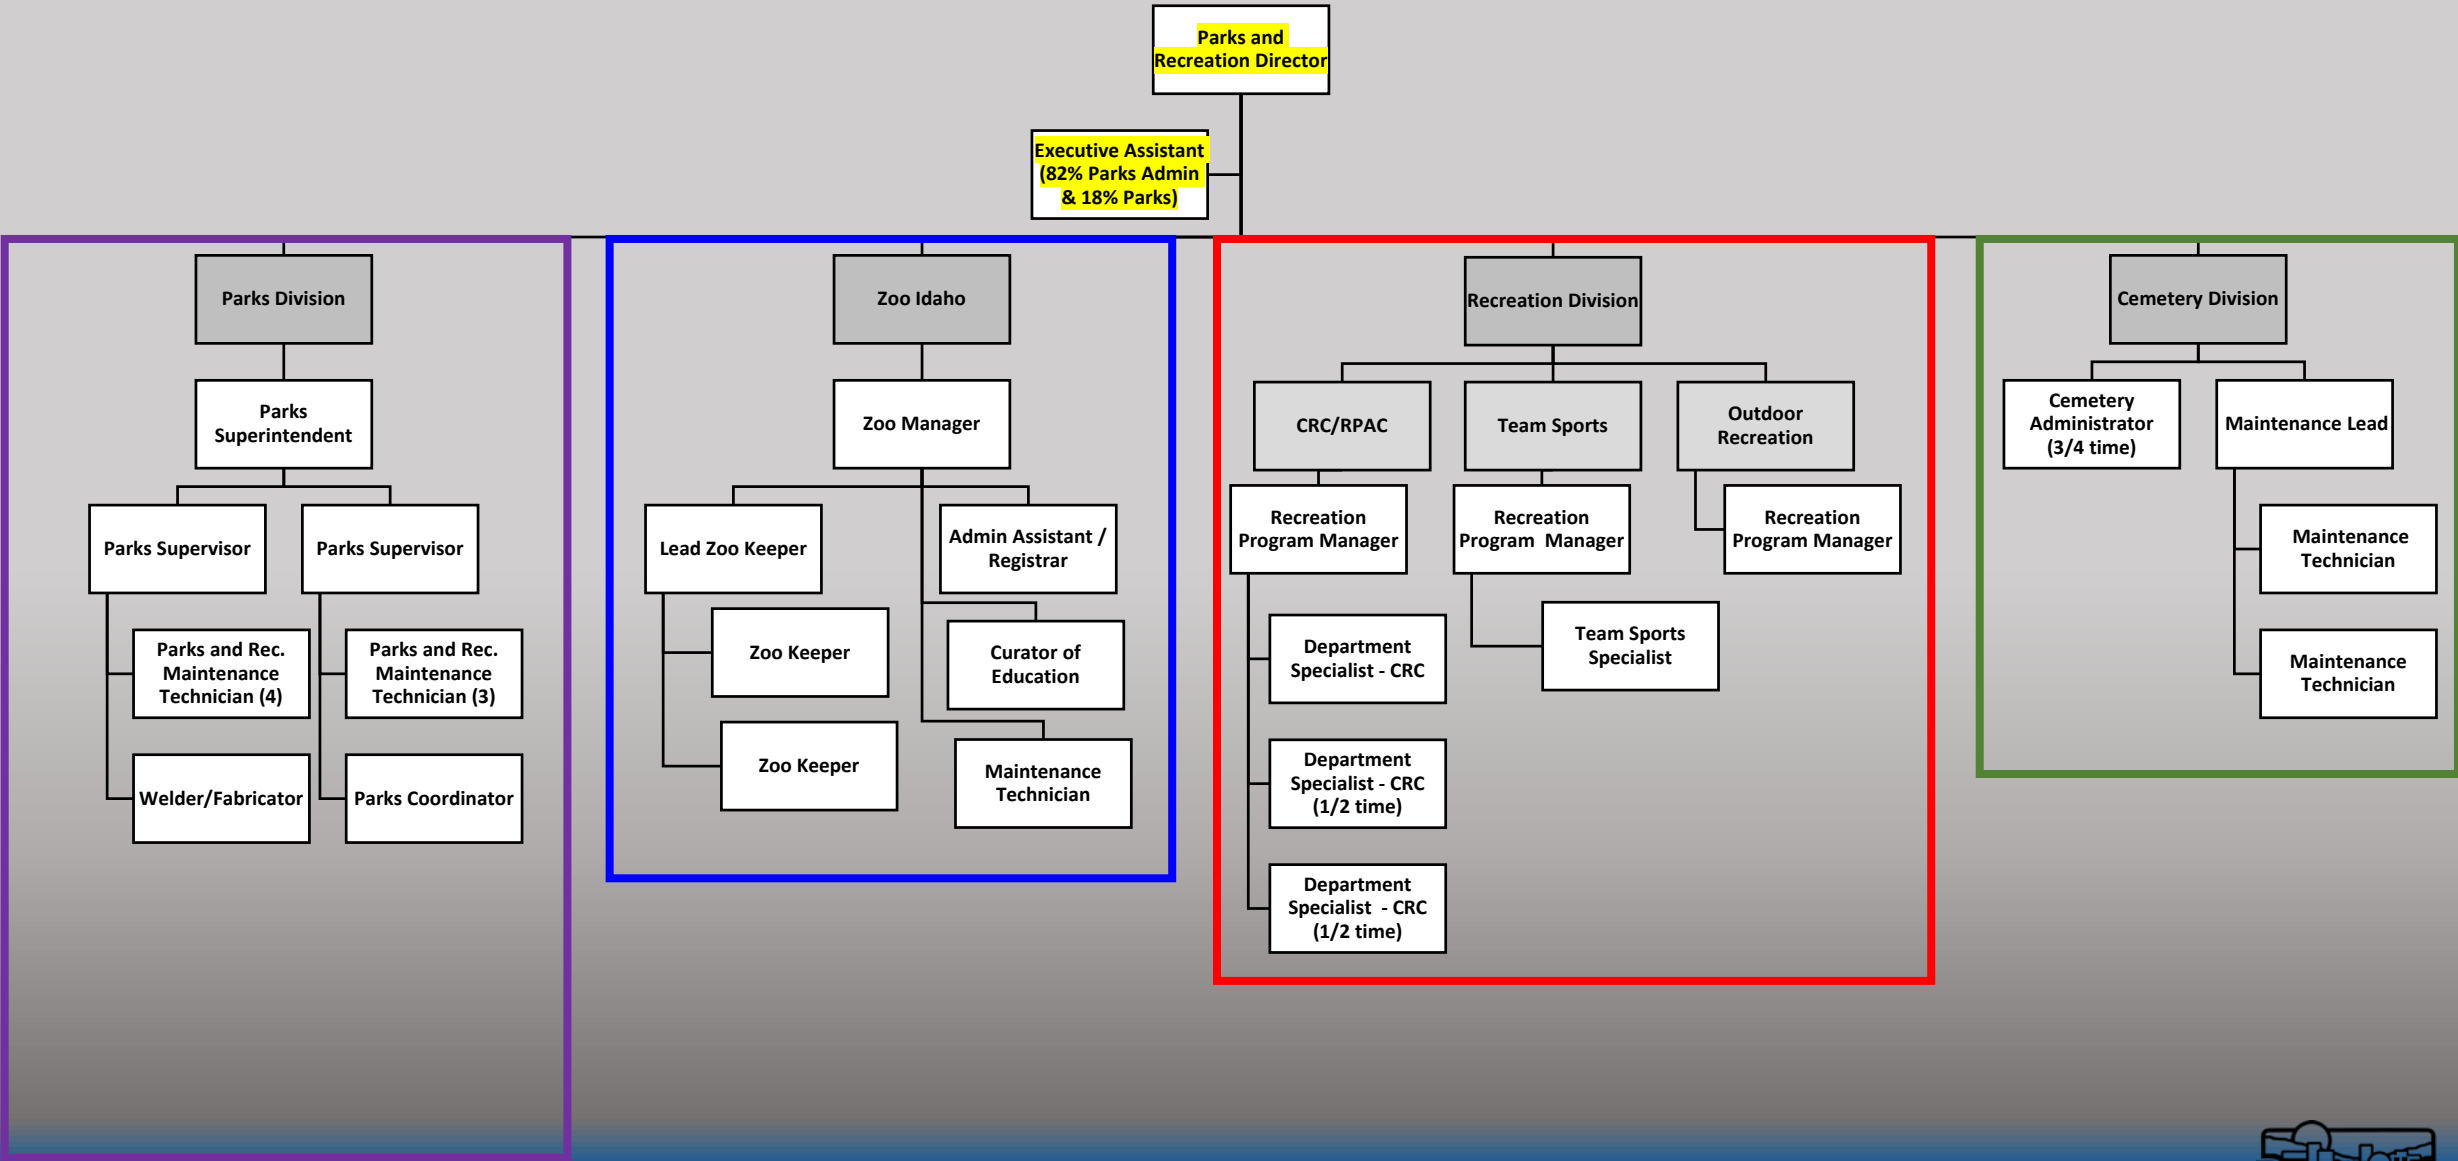 Parks and
Recreation Director
Executive Assistant
(82% Parks Admin
& 18% Parks)
Parks Division
Parks
Superintendent
Parks Supervisor
Parks Supervisor
Parks and Rec.
Maintenance
Technician (4)
Parks and Rec.
Maintenance
Technician (3)
Welder/Fabricator
Parks Coordinator
Zoo Idaho
Zoo Manager
Lead Zoo Keeper
Admin Assistant /
Registrar
Zoo Keeper
Curator of
Education
Zoo Keeper
Maintenance
Technician
Recreation Division
CRC/RPAC
Team Sports
Outdoor
Recreation
Recreation
Program Manager
Recreation
Program  Manager
Recreation
Program Manager
Department
Specialist - CRC
Team Sports
Specialist
Department
Specialist - CRC
(1/2 time)
Department
Specialist  - CRC
(1/2 time)
Cemetery Division
Cemetery
Administrator
(3/4 time)
Maintenance Lead
Maintenance
Technician
Maintenance
Technician